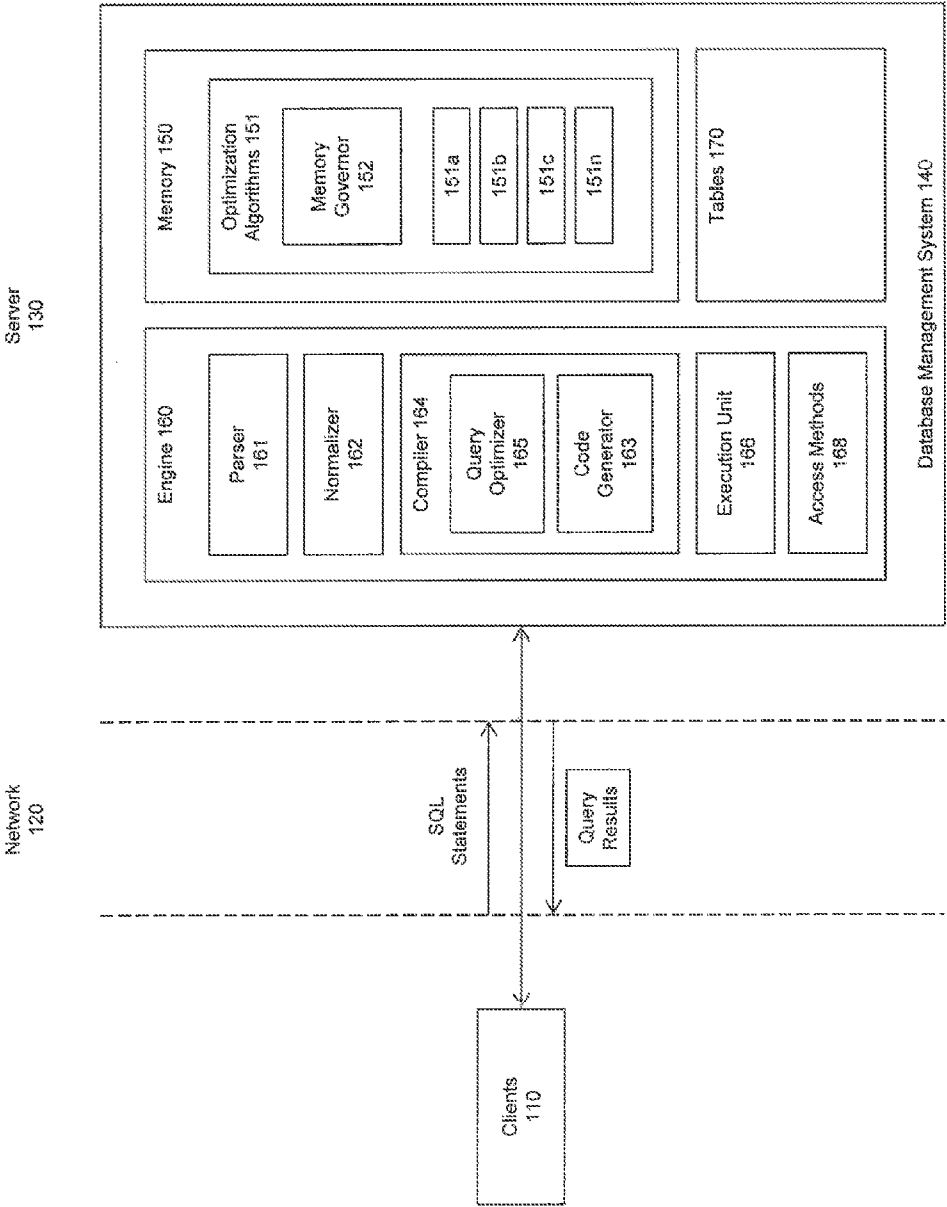 Clients
110
Network
120
SQL
Statements
Query
Results
Server
130
Engine 160
Parser
161
Normalizer
162
Complier 164
Query
Optimizer
165
Code
Generator
163
Execution Unit
166
Access Methods
168
Memory 150
Optimization
Algorithms 151
Memory
Governor
152
151a
151b
151c
151n
Tables 170
Database Management System 140